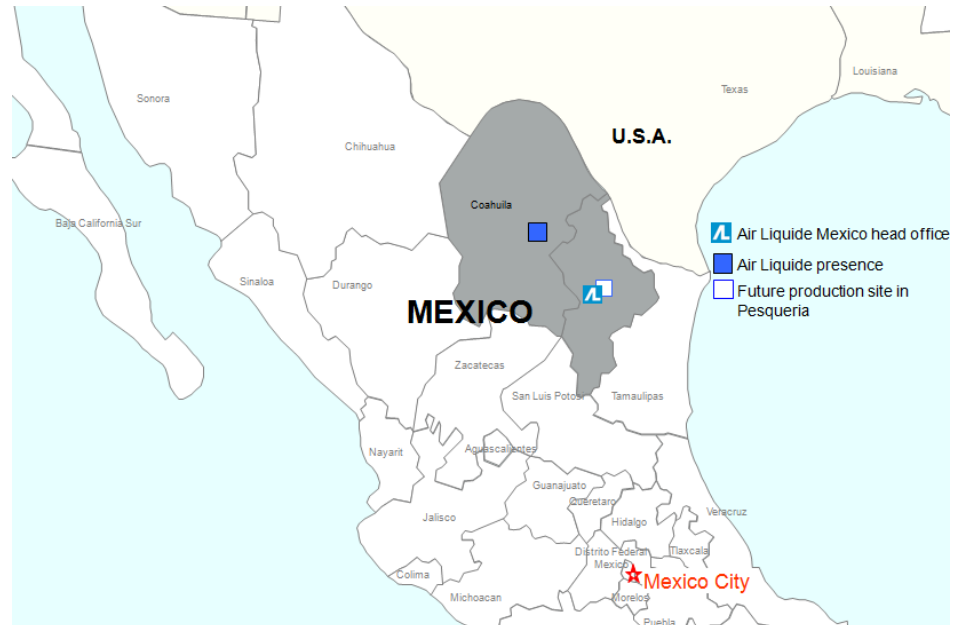 Louisiana
Texas
Sonora
U.S.A.
Chihuahua
Coahuila
Baja California Sur
Air Liquide Mexico head office
Air Liquide presence
Sinaloa
Durango
Future production site in
Pesqueria
MEXICO
Zacatecas
San Luis Potosi
Tamaulipas
Nayarit
Aguascalientes
Guanajuato
Queretaro
Jalisco
Hidalgo
Veracruz
Distrito Federal
Tlaxcala
Mexico
Colima
Mexico City
Michoacan
Morelos
Puebla